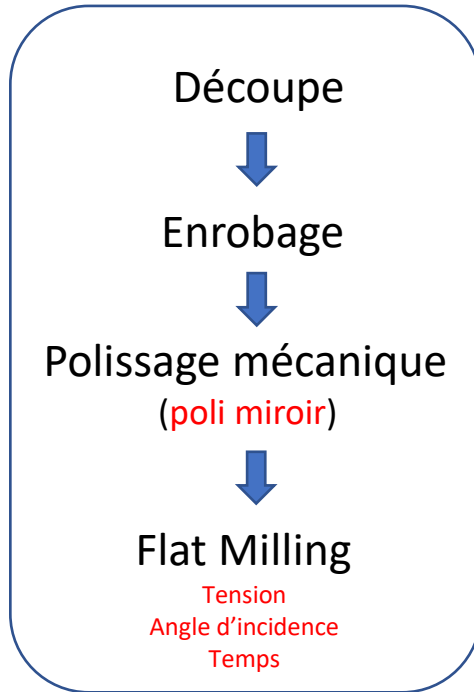 Découpe
Enrobage
Polissage mécanique
(poli miroir)
Flat Milling
Tension
Angle d’incidence
Temps